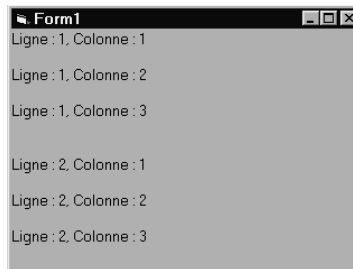 Form1
Ligne : 1, Colonne : 1
Ligne : 1, Colonne : 2
Ligne : 1, Colonne : 3
Ligne : 2, Colonne : 1
Ligne : 2, Colonne : 2
Ligne : 2, Colonne : 3